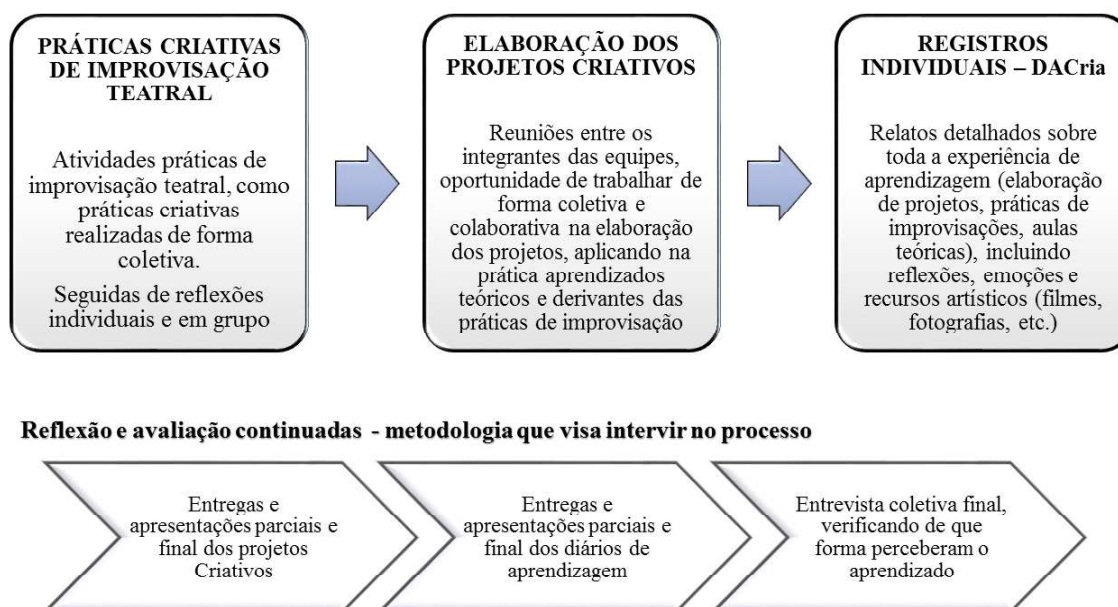 PRÁTICAS CRIATIVAS
DE IMPROVISAÇÃO
TEATRAL
Atividades práticas de
improvisação teatral, como
práticas criativas
realizadas de forma
coletiva.
Seguidas de reflexões
individuais e em grupo
ELABORAÇÃO DOS
PROJETOS CRIATIVOS
Reuniões entre os
integrantes das equipes,
oportunidade de trabalhar de
forma coletiva e
colaborativa na elaboração
dos projetos, aplicando na
prática aprendizados
teóricos e derivantes das
práticas de improvisação
REGISTROS
INDIVIDUAIS – DACria
Relatos detalhados sobre
toda a experiência de
aprendizagem (elaboração
de projetos, práticas de
improvisações, aulas
teóricas), incluindo
reflexões, emoções e
recursos artísticos (filmes,
fotografias, etc.)
Reflexão e avaliação continuadas - metodologia que visa intervir no processo
Entregas e
apresentações parciais e
final dos projetos
Criativos
Entregas e
apresentações parciais e
final dos diários de
aprendizagem
Entrevista coletiva final,
verificando de que
forma perceberam o
aprendizado